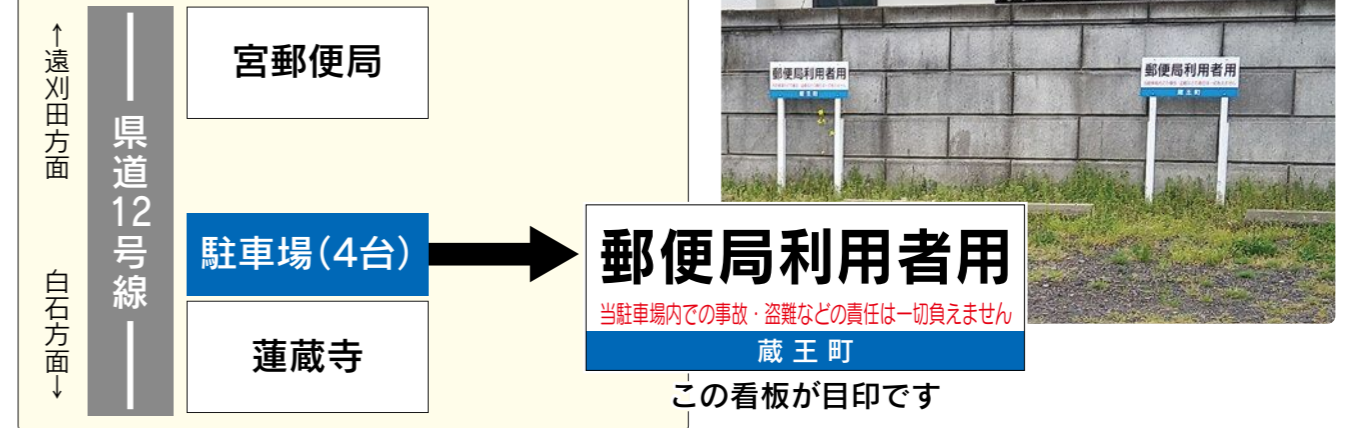 ↑遠刈田方面
白石方面↓
県道12号線
宮郵便局
駐車場(4台)
蓮蔵寺
郵便局利用者用
当駐車場内での事故・盗難などの責任は一切負えません
蔵王町
この看板が目印です
郵便局利用者用
蔵王町
郵便局利用者用
蔵王町